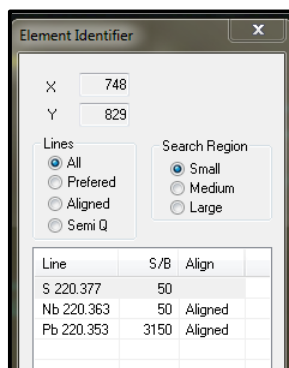 Element Identifier
X
X 748
Y 829
Lines
All
Prefered
Aligned
Semi Q
Search Region
Small
Medium
Large
Line S/B Align
S 220.377 50
Nb 220.363 50 Aligned
Pb 220.353 3150 Aligned